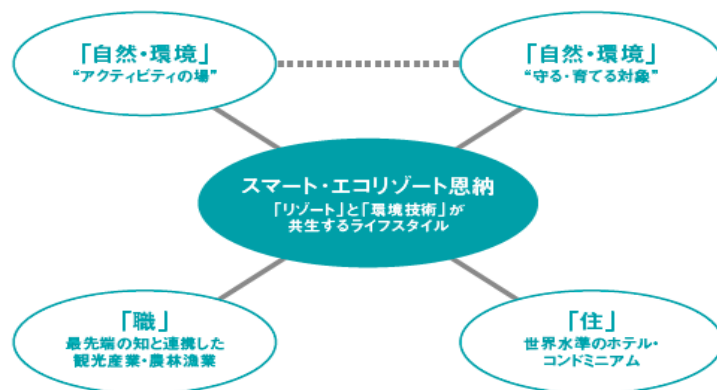 「自然・環境」
“アクティビティの場”
「自然・環境」
“守る・育てる対象”
スマート・エコリゾート恩納
「リゾート」と「環境技術」が
共生するライフスタイル
「職」
最先端の知と連携した
観光産業・農林漁業
「住」
世界水準のホテル・
コンドミニアム